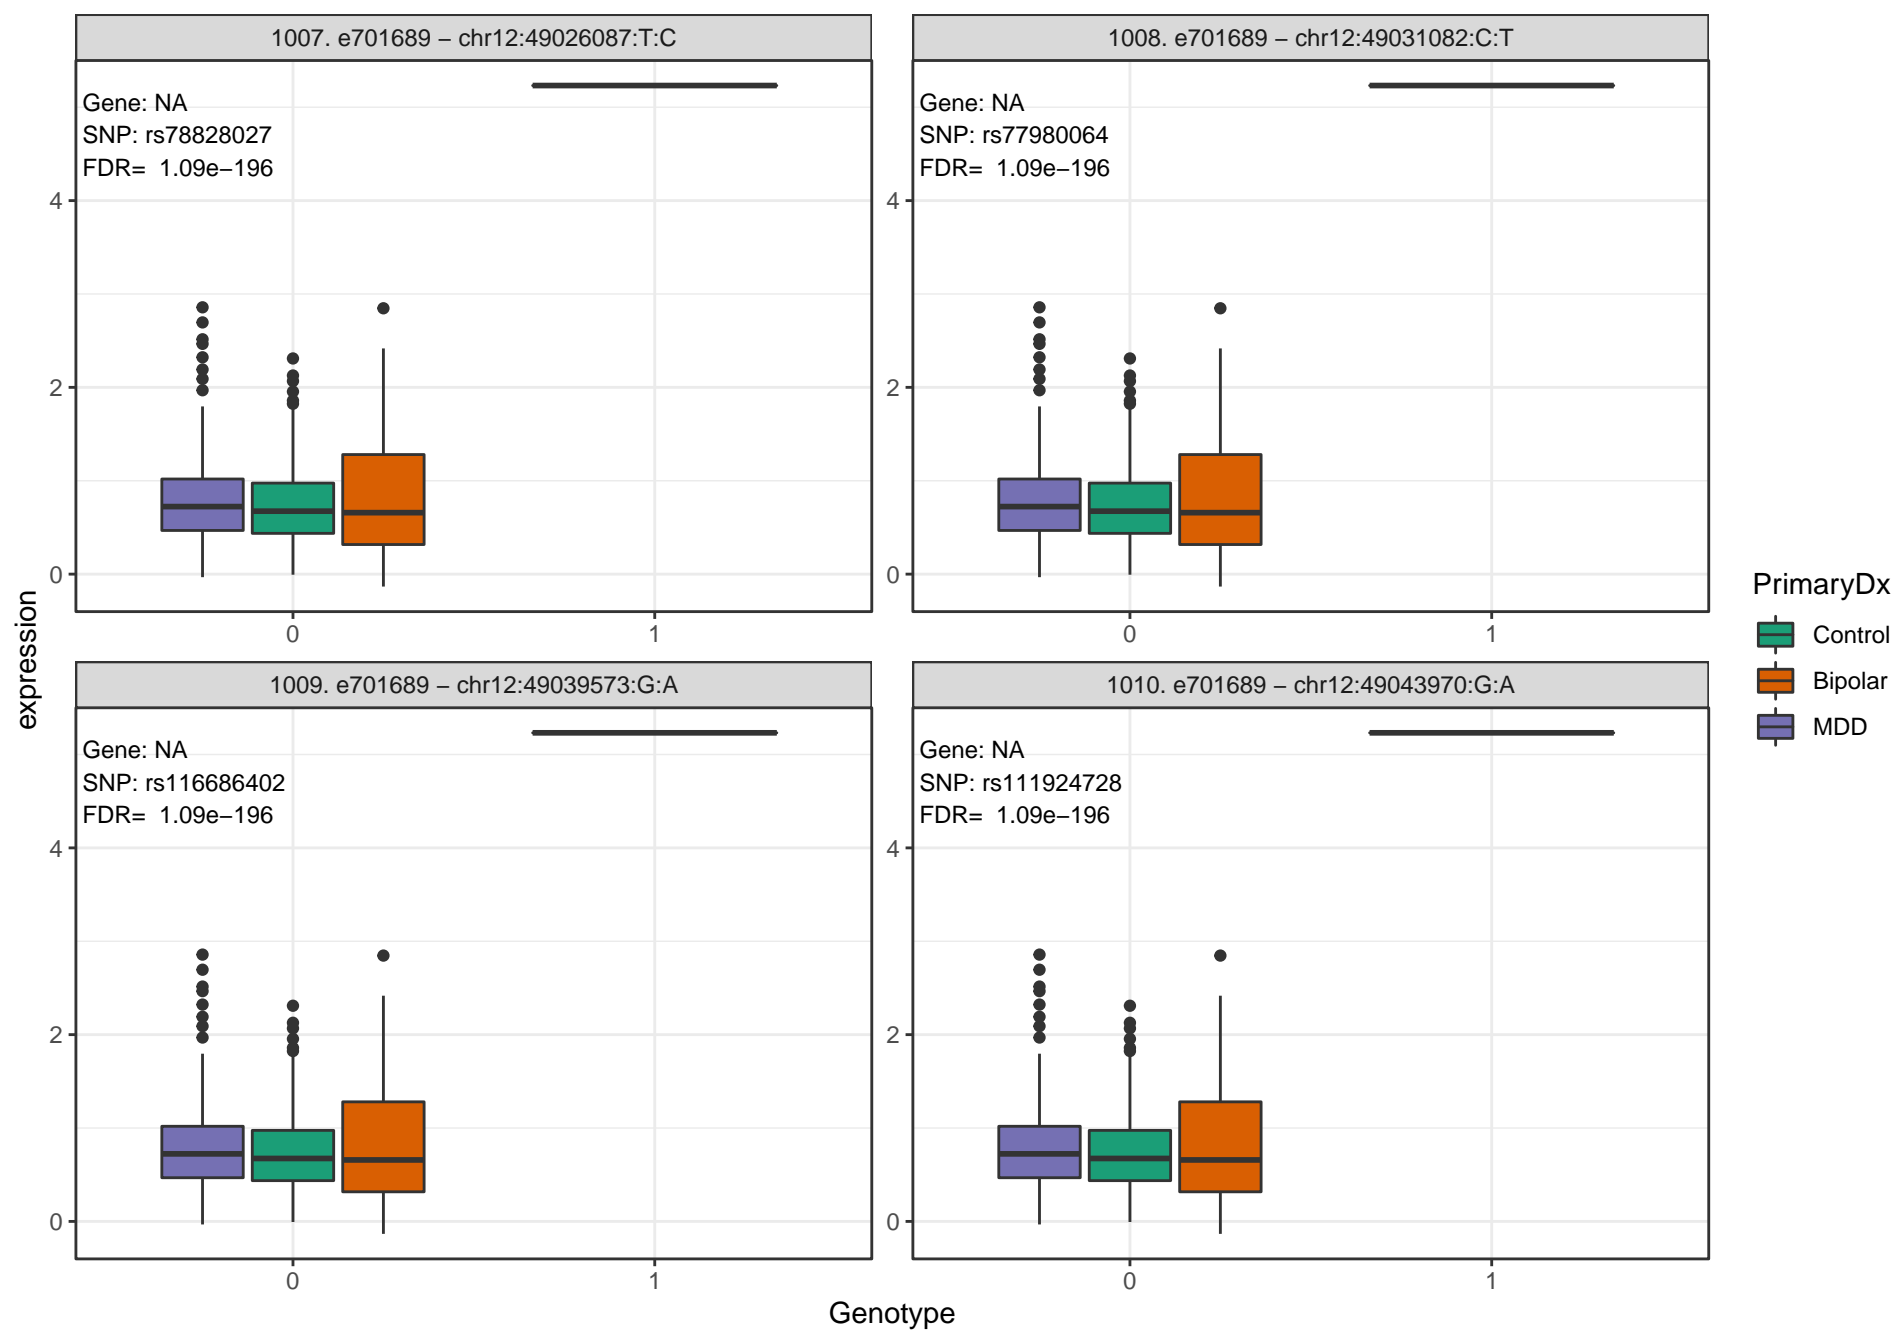 1007. e701689 − chr12:49026087:T:C
1008. e701689 − chr12:49031082:C:T
Gene: NA
SNP: rs78828027
FDR= 1.09e−196
Gene: NA
SNP: rs77980064
FDR= 1.09e−196
4
2
0
4
2
0
0
1
0
1
1009. e701689 − chr12:49039573:G:A
1010. e701689 − chr12:49043970:G:A
Gene: NA
SNP: rs116686402
FDR= 1.09e−196
Gene: NA
SNP: rs111924728
FDR= 1.09e−196
4
2
0
4
2
0
0
1
0
1
expression
Genotype
PrimaryDx
Control
Bipolar
MDD